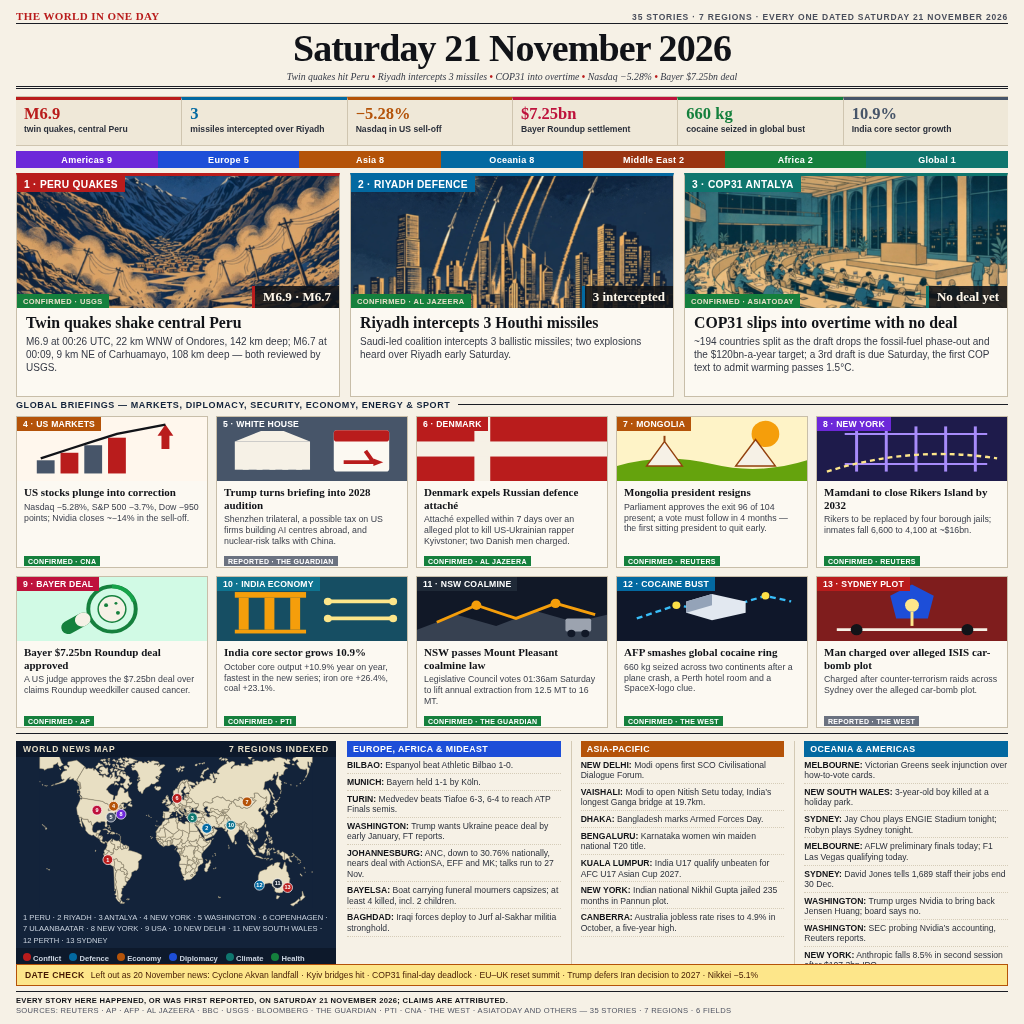 THE WORLD IN ONE DAY
35 STORIES · 7 REGIONS · EVERY ONE DATED SATURDAY 21 NOVEMBER 2026
Saturday 21 November 2026
Twin quakes hit Peru • Riyadh intercepts 3 missiles • COP31 into overtime • Nasdaq −5.28% • Bayer $7.25bn deal
M6.9
twin quakes, central Peru
3
missiles intercepted over Riyadh
−5.28%
Nasdaq in US sell-off
$7.25bn
Bayer Roundup settlement
660 kg
cocaine seized in global bust
10.9%
India core sector growth
Americas 9
Europe 5
Asia 8
Oceania 8
Middle East 2
Africa 2
Global 1
1 · PERU QUAKES
CONFIRMED · USGS
M6.9 · M6.7
Twin quakes shake central Peru
M6.9 at 00:26 UTC, 22 km WNW of Ondores, 142 km deep; M6.7 at
00:09, 9 km NE of Carhuamayo, 108 km deep — both reviewed by
USGS.
2 · RIYADH DEFENCE
CONFIRMED · AL JAZEERA
3 intercepted
Riyadh intercepts 3 Houthi missiles
Saudi-led coalition intercepts 3 ballistic missiles; two explosions
heard over Riyadh early Saturday.
3 · COP31 ANTALYA
CONFIRMED · ASIATODAY
No deal yet
COP31 slips into overtime with no deal
~194 countries split as the draft drops the fossil-fuel phase-out and
the $120bn-a-year target; a 3rd draft is due Saturday, the first COP
text to admit warming passes 1.5°C.
GLOBAL BRIEFINGS — MARKETS, DIPLOMACY, SECURITY, ECONOMY, ENERGY & SPORT
4 · US MARKETS
US stocks plunge into correction
Nasdaq −5.28%, S&P 500 −3.7%, Dow −950
points; Nvidia closes ~−14% in the sell-off.
CONFIRMED · CNA
5 · WHITE HOUSE
Trump turns briefing into 2028
audition
Shenzhen trilateral, a possible tax on US
firms building AI centres abroad, and
nuclear-risk talks with China.
REPORTED · THE GUARDIAN
6 · DENMARK
Denmark expels Russian defence
attaché
Attaché expelled within 7 days over an
alleged plot to kill US-Ukrainian rapper
Kyivstoner; two Danish men charged.
CONFIRMED · AL JAZEERA
7 · MONGOLIA
Mongolia president resigns
Parliament approves the exit 96 of 104
present; a vote must follow in 4 months —
the first sitting president to quit early.
CONFIRMED · REUTERS
8 · NEW YORK
Mamdani to close Rikers Island by
2032
Rikers to be replaced by four borough jails;
inmates fall 6,600 to 4,100 at ~$16bn.
CONFIRMED · REUTERS
9 · BAYER DEAL
Bayer $7.25bn Roundup deal
approved
A US judge approves the $7.25bn deal over
claims Roundup weedkiller caused cancer.
CONFIRMED · AP
10 · INDIA ECONOMY
India core sector grows 10.9%
October core output +10.9% year on year,
fastest in the new series; iron ore +26.4%,
coal +23.1%.
CONFIRMED · PTI
11 · NSW COALMINE
NSW passes Mount Pleasant
coalmine law
Legislative Council votes 01:36am Saturday
to lift annual extraction from 12.5 MT to 16
MT.
CONFIRMED · THE GUARDIAN
12 · COCAINE BUST
AFP smashes global cocaine ring
660 kg seized across two continents after a
plane crash, a Perth hotel room and a
SpaceX-logo clue.
CONFIRMED · THE WEST
13 · SYDNEY PLOT
Man charged over alleged ISIS car-
bomb plot
Charged after counter-terrorism raids across
Sydney over the alleged car-bomb plot.
REPORTED · THE WEST
WORLD NEWS MAP
7 REGIONS INDEXED
9
4
5
8
1
6
3
2
7
10
12
11
13
1 PERU · 2 RIYADH · 3 ANTALYA · 4 NEW YORK · 5 WASHINGTON · 6 COPENHAGEN ·
7 ULAANBAATAR · 8 NEW YORK · 9 USA · 10 NEW DELHI · 11 NEW SOUTH WALES ·
12 PERTH · 13 SYDNEY
Conflict Defence Economy Diplomacy Climate Health
EUROPE, AFRICA & MIDEAST
BILBAO: Espanyol beat Athletic Bilbao 1-0.
MUNICH: Bayern held 1-1 by Köln.
TURIN: Medvedev beats Tiafoe 6-3, 6-4 to reach ATP
Finals semis.
WASHINGTON: Trump wants Ukraine peace deal by
early January, FT reports.
JOHANNESBURG: ANC, down to 30.76% nationally,
nears deal with ActionSA, EFF and MK; talks run to 27
Nov.
BAYELSA: Boat carrying funeral mourners capsizes; at
least 4 killed, incl. 2 children.
BAGHDAD: Iraqi forces deploy to Jurf al-Sakhar militia
stronghold.
ASIA-PACIFIC
NEW DELHI: Modi opens first SCO Civilisational
Dialogue Forum.
VAISHALI: Modi to open Nitish Setu today, India's
longest Ganga bridge at 19.7km.
DHAKA: Bangladesh marks Armed Forces Day.
BENGALURU: Karnataka women win maiden
national T20 title.
KUALA LUMPUR: India U17 qualify unbeaten for
AFC U17 Asian Cup 2027.
NEW YORK: Indian national Nikhil Gupta jailed 235
months in Pannun plot.
CANBERRA: Australia jobless rate rises to 4.9% in
October, a five-year high.
OCEANIA & AMERICAS
MELBOURNE: Victorian Greens seek injunction over
how-to-vote cards.
NEW SOUTH WALES: 3-year-old boy killed at a
holiday park.
SYDNEY: Jay Chou plays ENGIE Stadium tonight;
Robyn plays Sydney tonight.
MELBOURNE: AFLW preliminary finals today; F1
Las Vegas qualifying today.
SYDNEY: David Jones tells 1,689 staff their jobs end
30 Dec.
WASHINGTON: Trump urges Nvidia to bring back
Jensen Huang; board says no.
WASHINGTON: SEC probing Nvidia's accounting,
Reuters reports.
NEW YORK: Anthropic falls 8.5% in second session
DATE CHECK Left out as 20 November news: Cyclone Akvan landfall · Kyiv bridges hit · COP31 final-day deadlock · EU–UK reset summit · Trump defers Iran decision to 2027 · Nikkei −5.1%
EVERY STORY HERE HAPPENED, OR WAS FIRST REPORTED, ON SATURDAY 21 NOVEMBER 2026; CLAIMS ARE ATTRIBUTED.
SOURCES: REUTERS · AP · AFP · AL JAZEERA · BBC · USGS · BLOOMBERG · THE GUARDIAN · PTI · CNA · THE WEST · ASIATODAY AND OTHERS — 35 STORIES · 7 REGIONS · 6 FIELDS